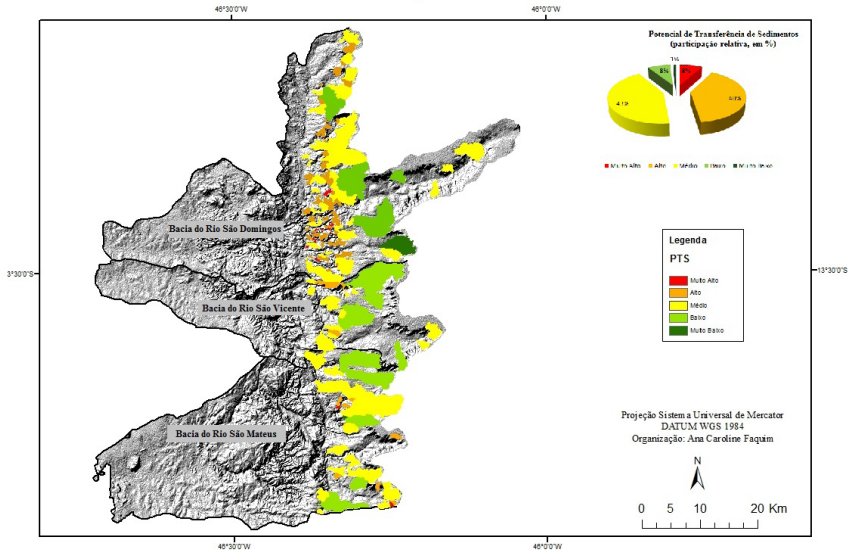 46°30'0"W
46°0'0"W
Potencial de Transferência de Sedimentos
(participação relativa, em %)
1%
8%
Muito Alto
Alto
Médio
Baixo
Muito Baixo
Bacia do Rio São Domingos
Legenda
PTS
Muito Alto
Alto
Médio
Baixo
Muito Baixo
3°30'0"S
13°30'0"S
Bacia do Rio São Vicente
Bacia do Rio São Mateus
Projeção Sistema Universal de Mercator
DATUM WGS 1984
Organização: Ana Caroline Faquim
N
0 5 10 20 Km
46°30'0"W
46°0'0"W